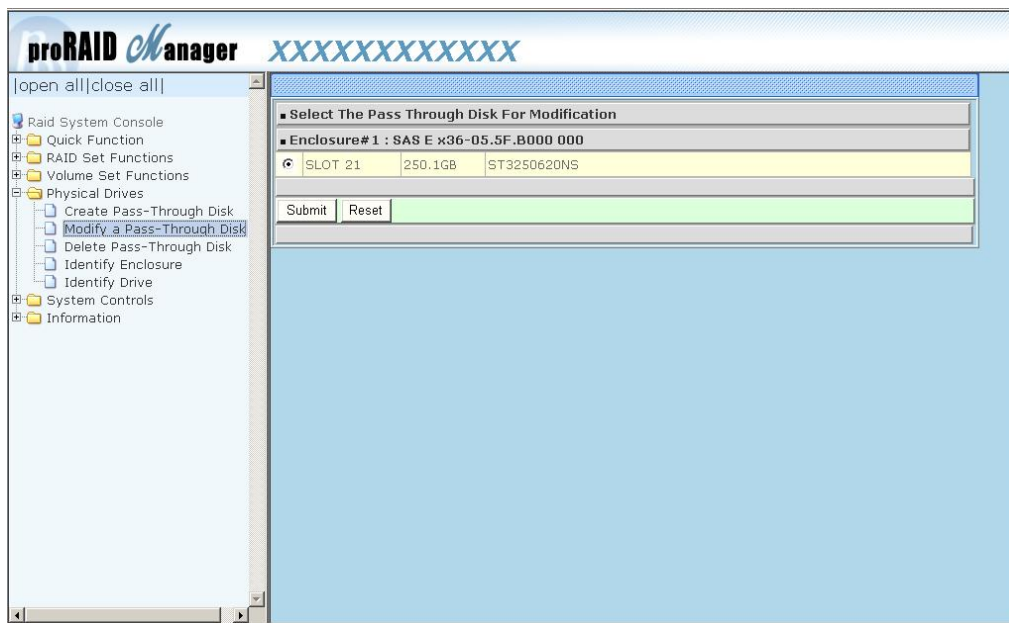 proRAID Manager XXXXXXXXXXXX
|open all|close all|
Raid System Console
Quick Function
RAID Set Functions
Volume Set Functions
Physical Drives
Create Pass-Through Disk
Modify a Pass-Through Disk
Delete Pass-Through Disk
Identify Enclosure
Identify Drive
System Controls
Information
Select The Pass Through Disk For Modification
Enclosure#1 : SAS E x36-05.5F.B000 000
SLOT 21 250.1GB ST3250620NS
Submit Reset